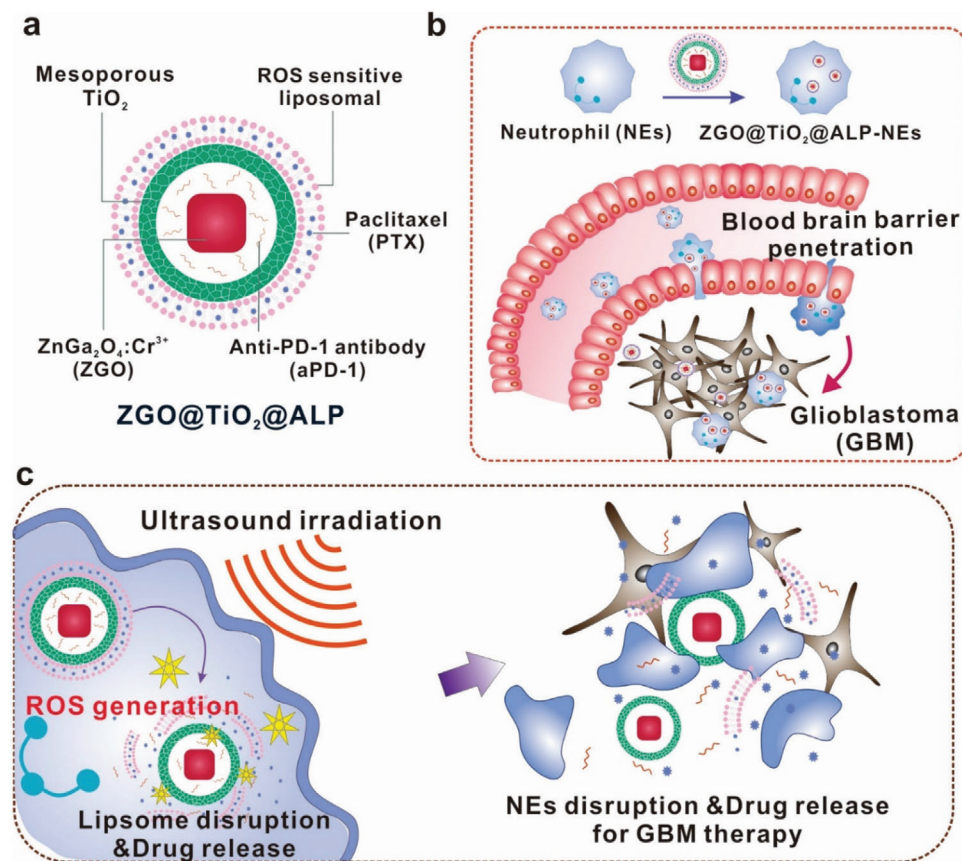 a
Mesoporous
TiO₂
ROS sensitive
liposomal
Paclitaxel
(PTX)
ZnGa₂O₄:Cr³⁺
(ZGO)
Anti-PD-1 antibody
(aPD-1)
ZGO@TiO₂@ALP
b
Neutrophil (NEs)
ZGO@TiO₂@ALP-NEs
Blood brain barrier
penetration
Glioblastoma
(GBM)
c
Ultrasound irradiation
ROS generation
Lipsome disruption
&Drug release
NEs disruption &Drug release
for GBM therapy